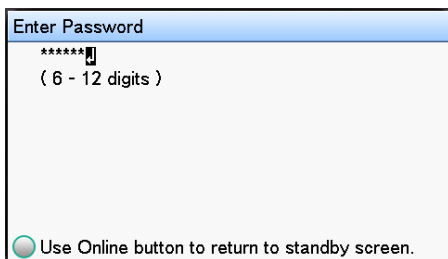 Enter Password
******↲
( 6 - 12 digits )
Use Online button to return to standby screen.